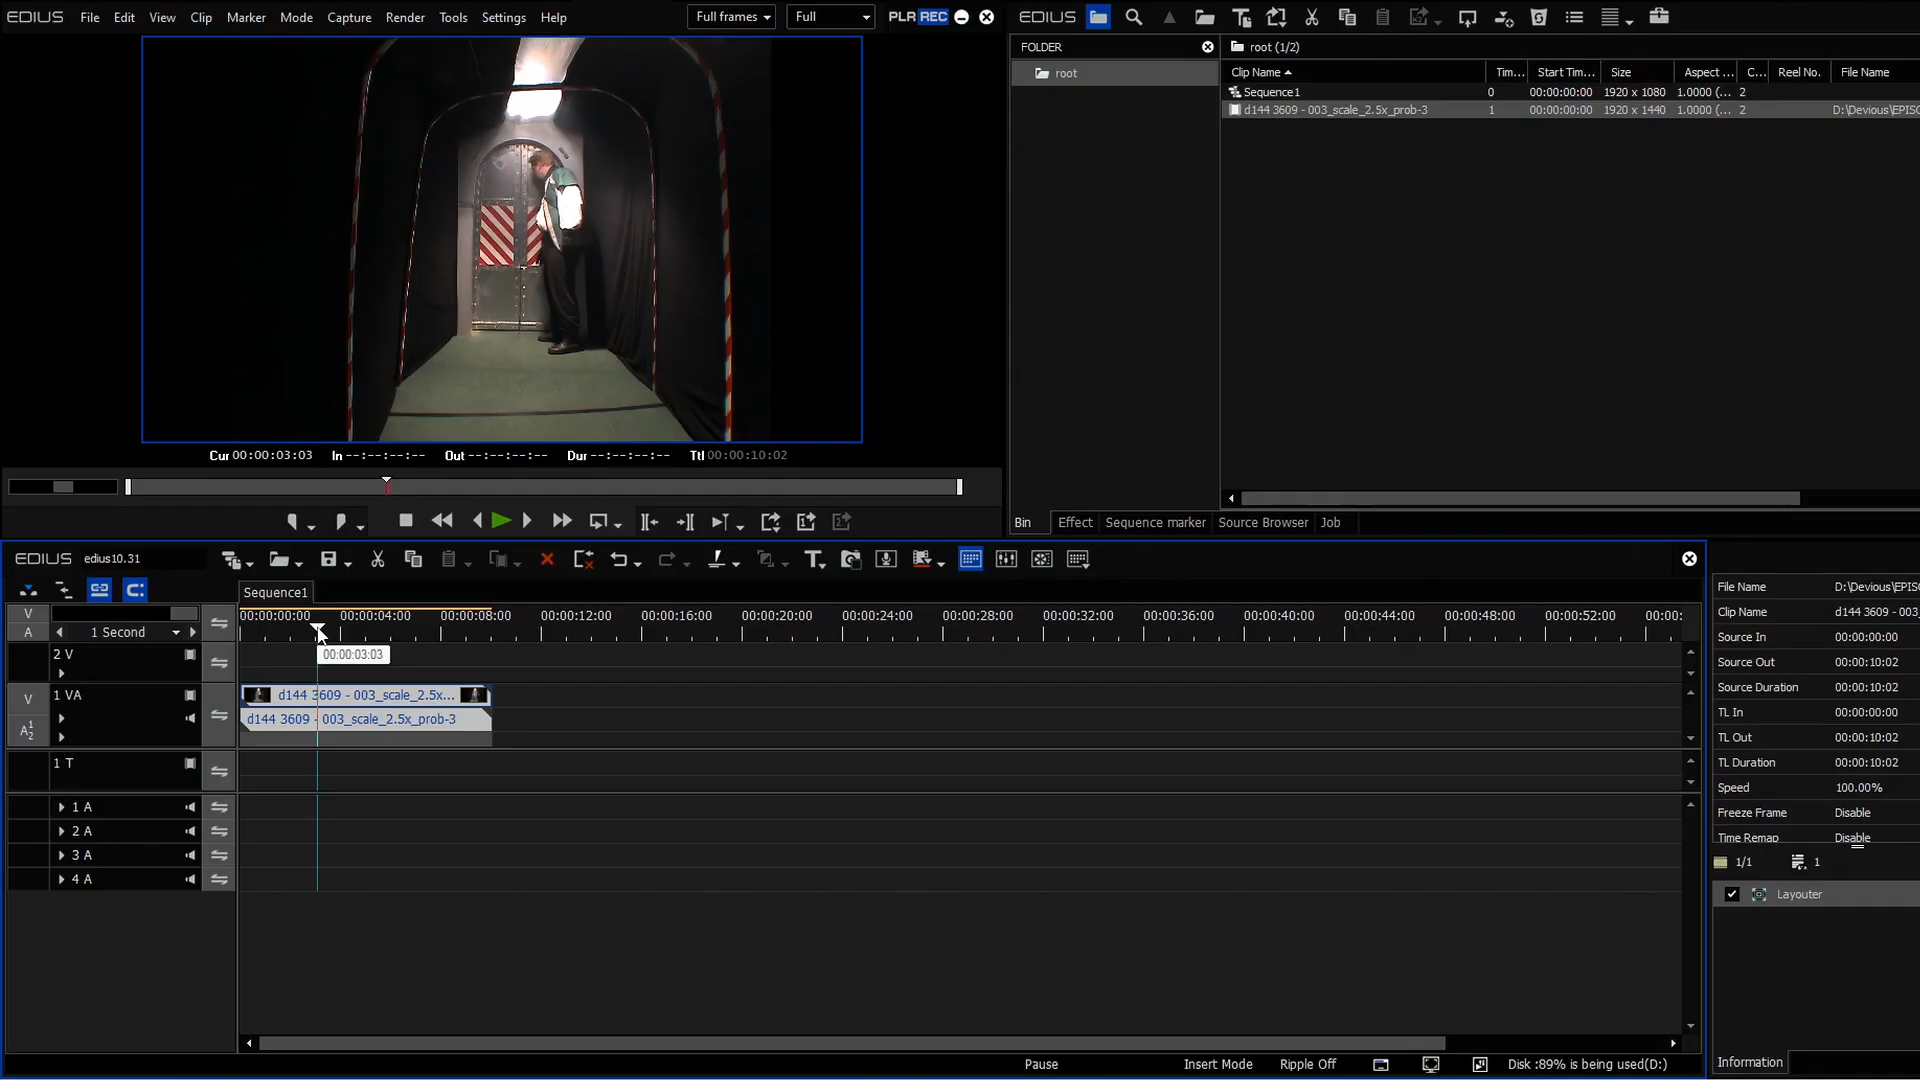 EDIUS File Edit View Clip Marker Mode Capture Render Tools Settings Help Full frames Full PLR REC
Cur 00:00:03:03 In --:--:--:-- Out --:--:--:-- Dur --:--:--:-- Ttl 00:00:10:02
EDIUS
FOLDER
root
root (1/2)
Clip Name Tim... Start Tim... Size Aspect ... C... Reel No. File Name
Sequence1 0 00:00:00:00 1920 x 1080 1.0000 (... 2
d144 3609 - 003_scale_2.5x_prob-3 1 00:00:00:00 1920 x 1440 1.0000 (... 2 D:\Devious\EPISO
Bin Effect Sequence marker Source Browser Job
EDIUS edius10.31
Sequence1
V
A 1 Second
00:00:00:00 00:00:04:00 00:00:08:00 00:00:12:00 00:00:16:00 00:00:20:00 00:00:24:00 00:00:28:00 00:00:32:00 00:00:36:00 00:00:40:00 00:00:44:00 00:00:48:00 00:00:52:00 00:00:
00:00:03:03
2 V
V 1 VA
A 1 2
d144 3609 - 003_scale_2.5x...
d144 3609 - 003_scale_2.5x_prob-3
1 T
1 A
2 A
3 A
4 A
Pause Insert Mode Ripple Off Disk :89% is being used(D:)
File Name D:\Devious\EPISO
Clip Name d144 3609 - 003_
Source In 00:00:00:00
Source Out 00:00:10:02
Source Duration 00:00:10:02
TL In 00:00:00:00
TL Out 00:00:10:02
TL Duration 00:00:10:02
Speed 100.00%
Freeze Frame Disable
Time Remap Disable
1/1 1
Layouter
Information